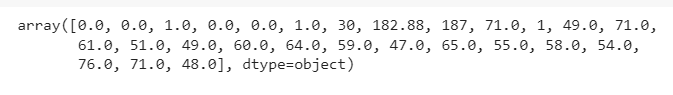 array([0.0, 0.0, 1.0, 0.0, 0.0, 1.0, 30, 182.88, 187, 71.0, 1, 49.0, 71.0,
61.0, 51.0, 49.0, 60.0, 64.0, 59.0, 47.0, 65.0, 55.0, 58.0, 54.0,
76.0, 71.0, 48.0], dtype=object)